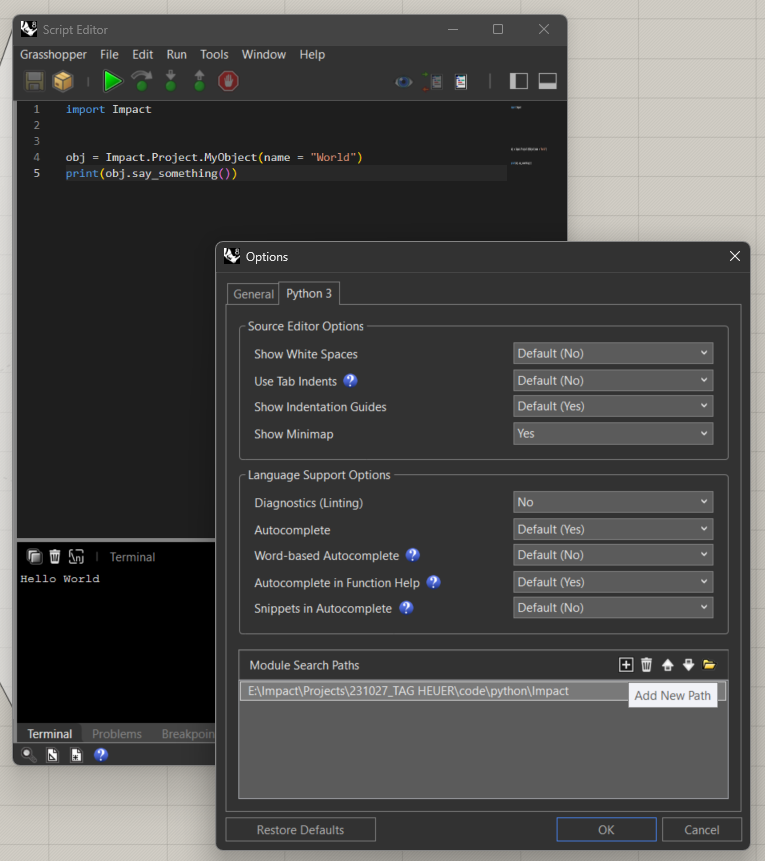 8
Script Editor
Grasshopper File Edit Run Tools Window Help
1 import Impact
2
3
4 obj = Impact.Project.MyObject(name = "World")
5 print(obj.say_something())
8
Options
General Python 3
Source Editor Options
Show White Spaces Default (No)
Use Tab Indents ? Default (No)
Show Indentation Guides Default (Yes)
Show Minimap Yes
Language Support Options
Diagnostics (Linting) No
Autocomplete Default (Yes)
Word-based Autocomplete ? Default (No)
Autocomplete in Function Help ? Default (Yes)
Snippets in Autocomplete ? Default (No)
Module Search Paths
E:\Impact\Projects\231027_TAG HEUER\code\python\Impact
Add New Path
Restore Defaults OK Cancel
Terminal
Hello World
Terminal Problems Breakpoin
?